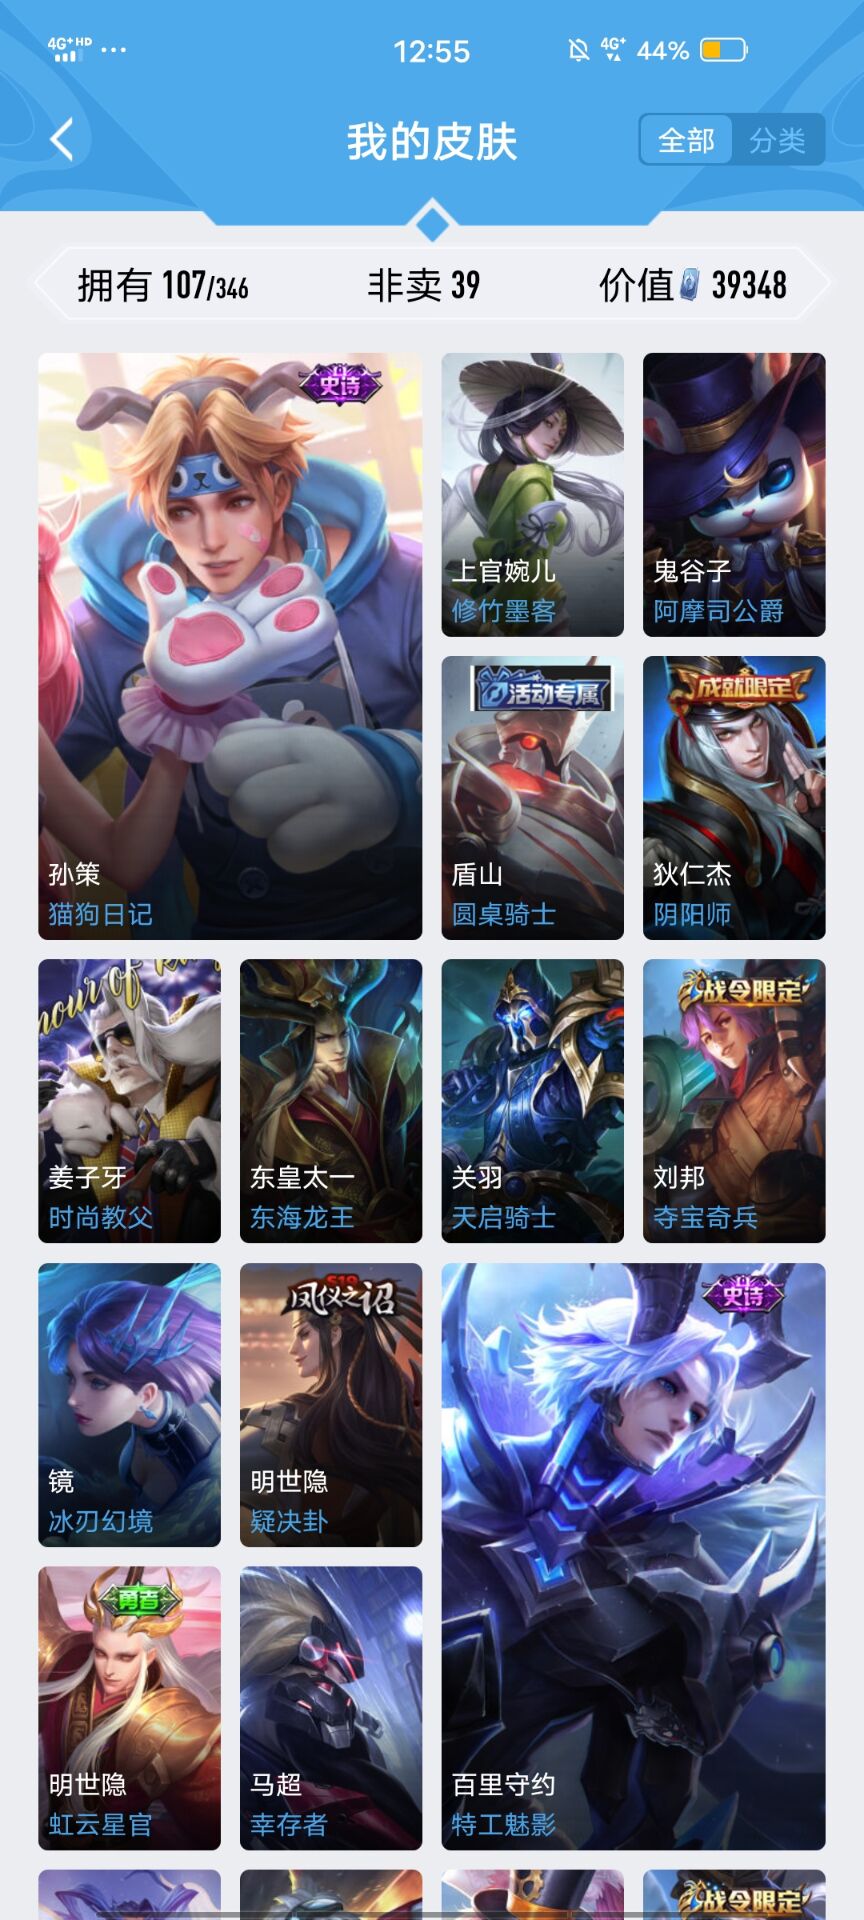 4G+ HD ... 12:55 4G+ 44%
我的皮肤
全部 分类
拥有 107/346 非卖 39 价值 39348
史诗
孙策
猫狗日记
上官婉儿
修竹墨客
鬼谷子
阿摩司公爵
活动专属
盾山
圆桌骑士
成就限定
狄仁杰
阴阳师
姜子牙
时尚教父
东皇太一
东海龙王
关羽
天启骑士
战令限定
刘邦
夺宝奇兵
镜
冰刃幻境
S19
凤仪之诏
明世隐
疑决卦
史诗
百里守约
特工魅影
勇者
明世隐
虹云星官
马超
幸存者
战令限定